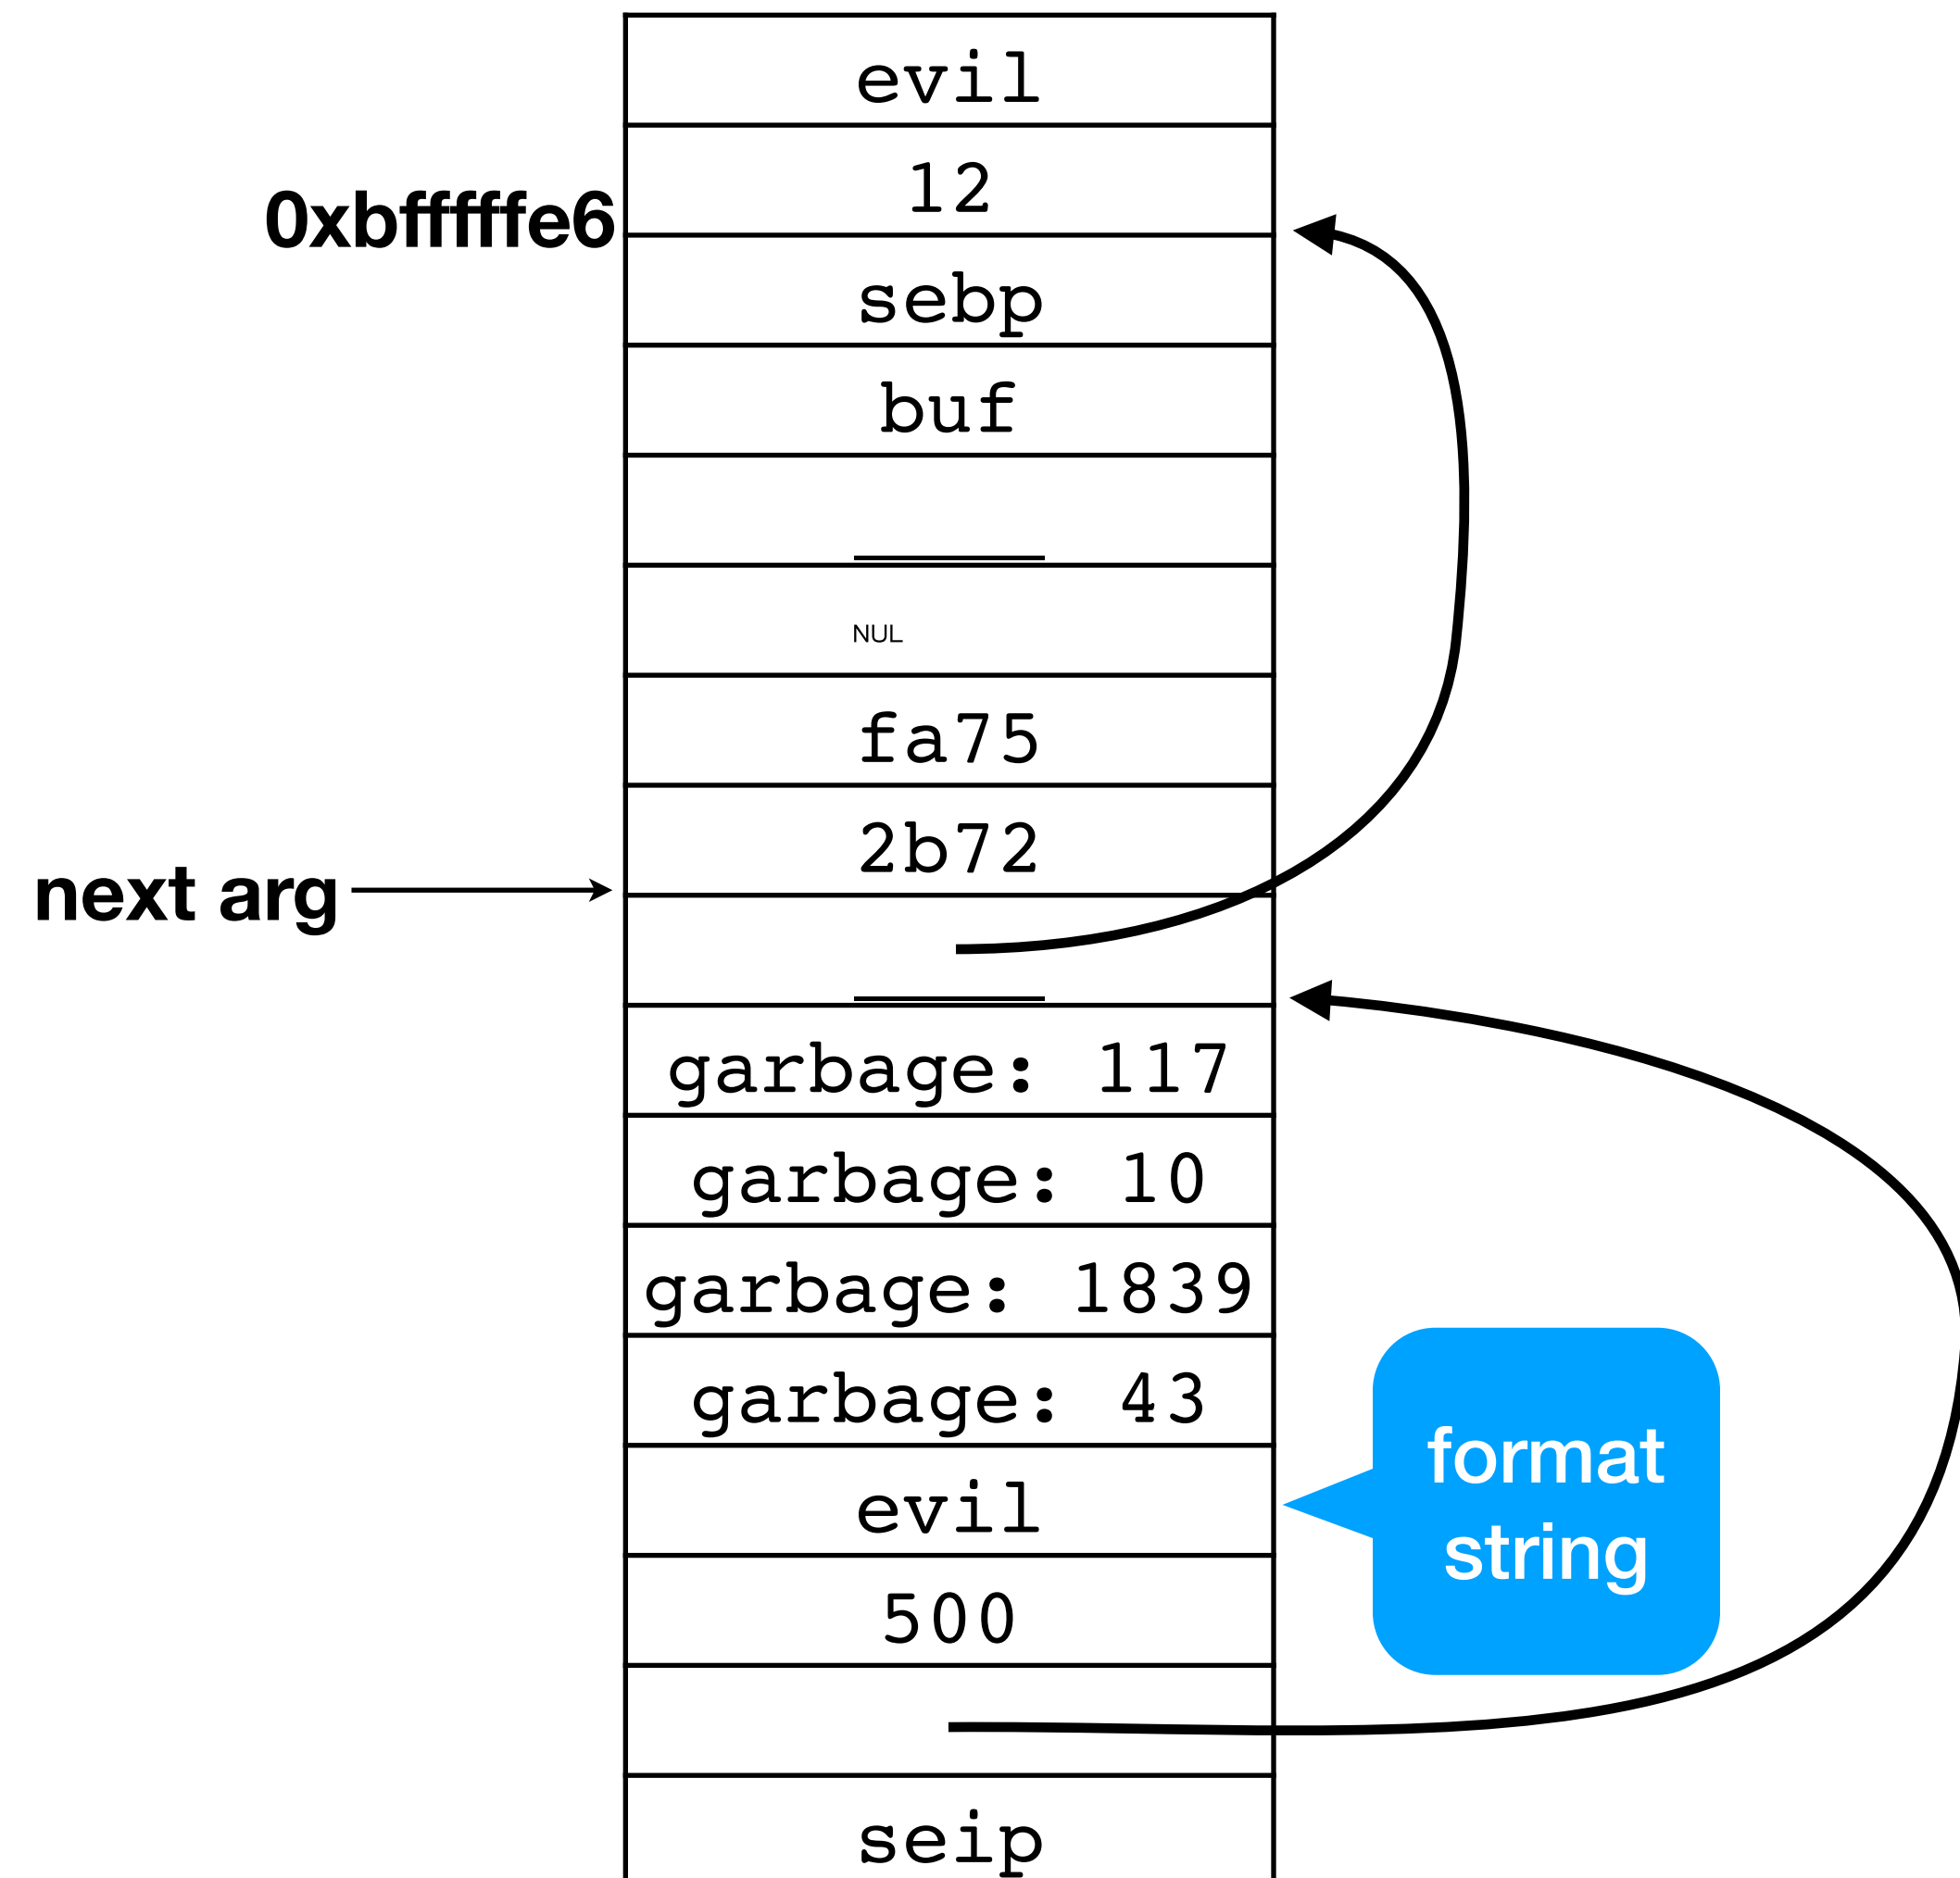 evil
12
0xbfffffe6
sebp
buf
NUL
fa75
2b72
next arg
garbage: 117
garbage: 10
garbage: 1839
garbage: 43
evil
format
string
500
seip